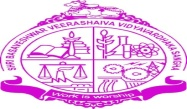 SHRI BASAVESHWAR VEERASHAIVA VIDYAVARDHAKA SANGHA
Work is worship